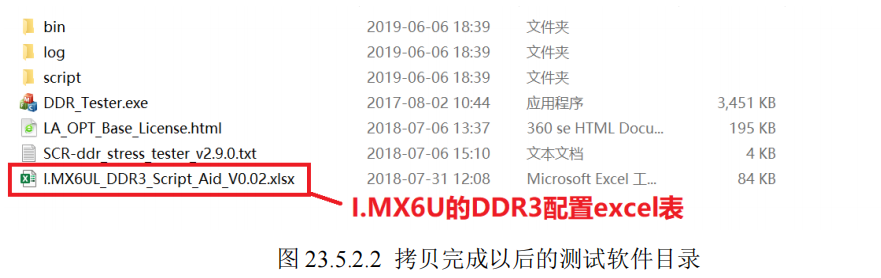 bin 2019-06-06 18:39 文件夹
log 2019-06-06 18:39 文件夹
script 2019-06-06 18:39 文件夹
DDR_Tester.exe 2017-08-02 10:44 应用程序 3,451 KB
LA_OPT_Base_License.html 2018-07-06 13:37 360 se HTML Docu... 195 KB
SCR-ddr_stress_tester_v2.9.0.txt 2018-07-06 15:10 文本文档 4 KB
I.MX6UL_DDR3_Script_Aid_V0.02.xlsx 2018-07-31 12:08 Microsoft Excel 工... 84 KB
I.MX6U的DDR3配置excel表
图 23.5.2.2 拷贝完成以后的测试软件目录